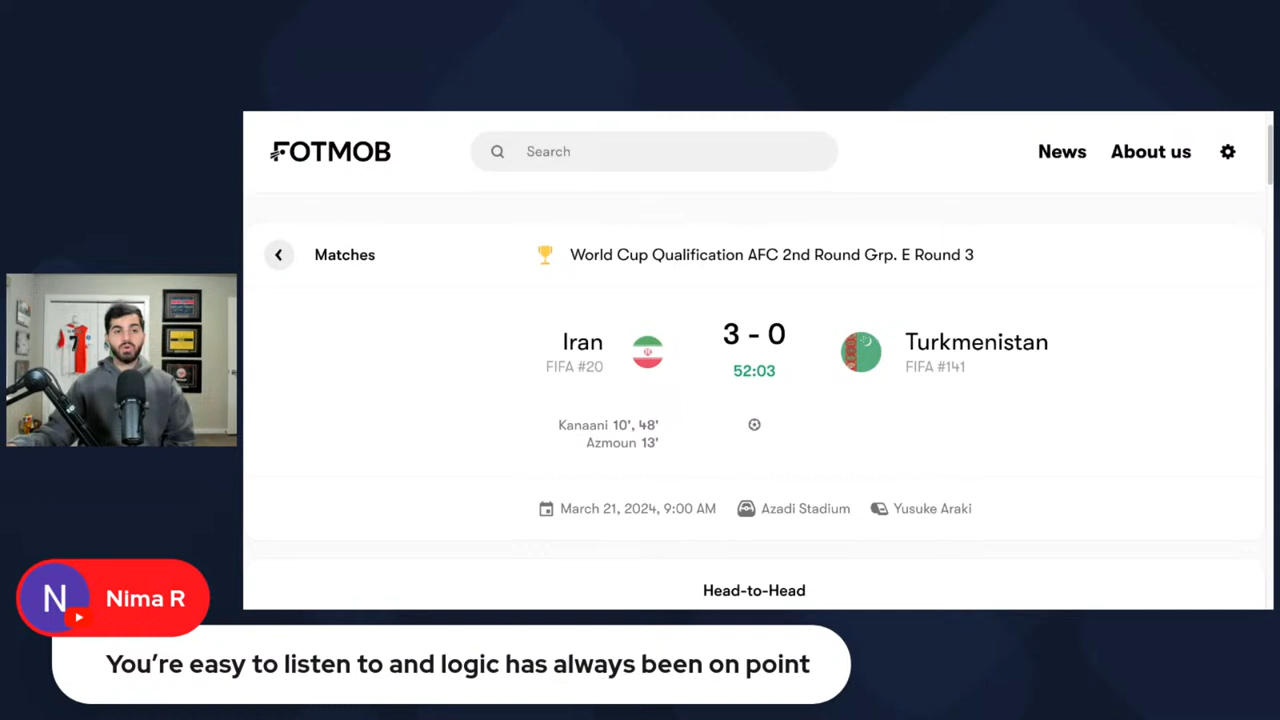 FOTMOB
Search
News
About us
Matches
World Cup Qualification AFC 2nd Round Grp. E Round 3
Iran
FIFA #20
3 - 0
52:03
Turkmenistan
FIFA #141
Kanaani 10', 48'
Azmoun 13'
March 21, 2024, 9:00 AM
Azadi Stadium
Yusuke Araki
Head-to-Head
7
N
Nima R
You’re easy to listen to and logic has always been on point